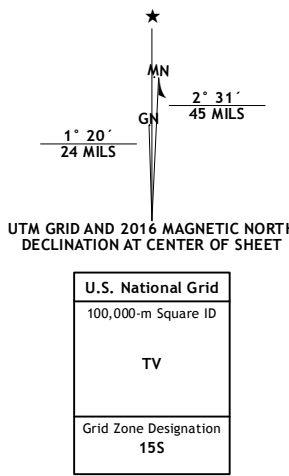 MN
GN
2° 31´
45 MILS
1° 20´
24 MILS
UTM GRID AND 2016 MAGNETIC NORTH
DECLINATION AT CENTER OF SHEET
U.S. National Grid
100,000-m Square ID
TV
Grid Zone Designation
15S